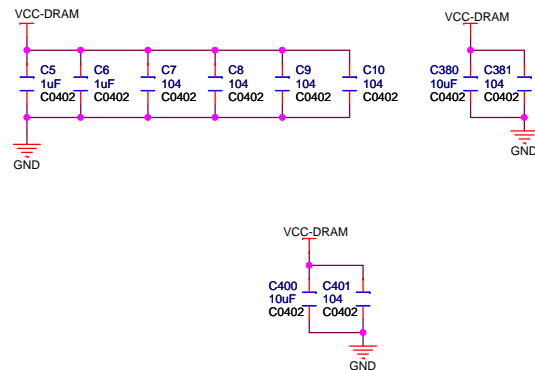 VCC-DRAM
C5
1uF
C0402
C6
1uF
C0402
C7
104
C0402
C8
104
C0402
C9
104
C0402
C10
104
C0402
GND
VCC-DRAM
C380
10uF
C0402
C381
104
C0402
GND
VCC-DRAM
C400
10uF
C0402
C401
104
C0402
GND